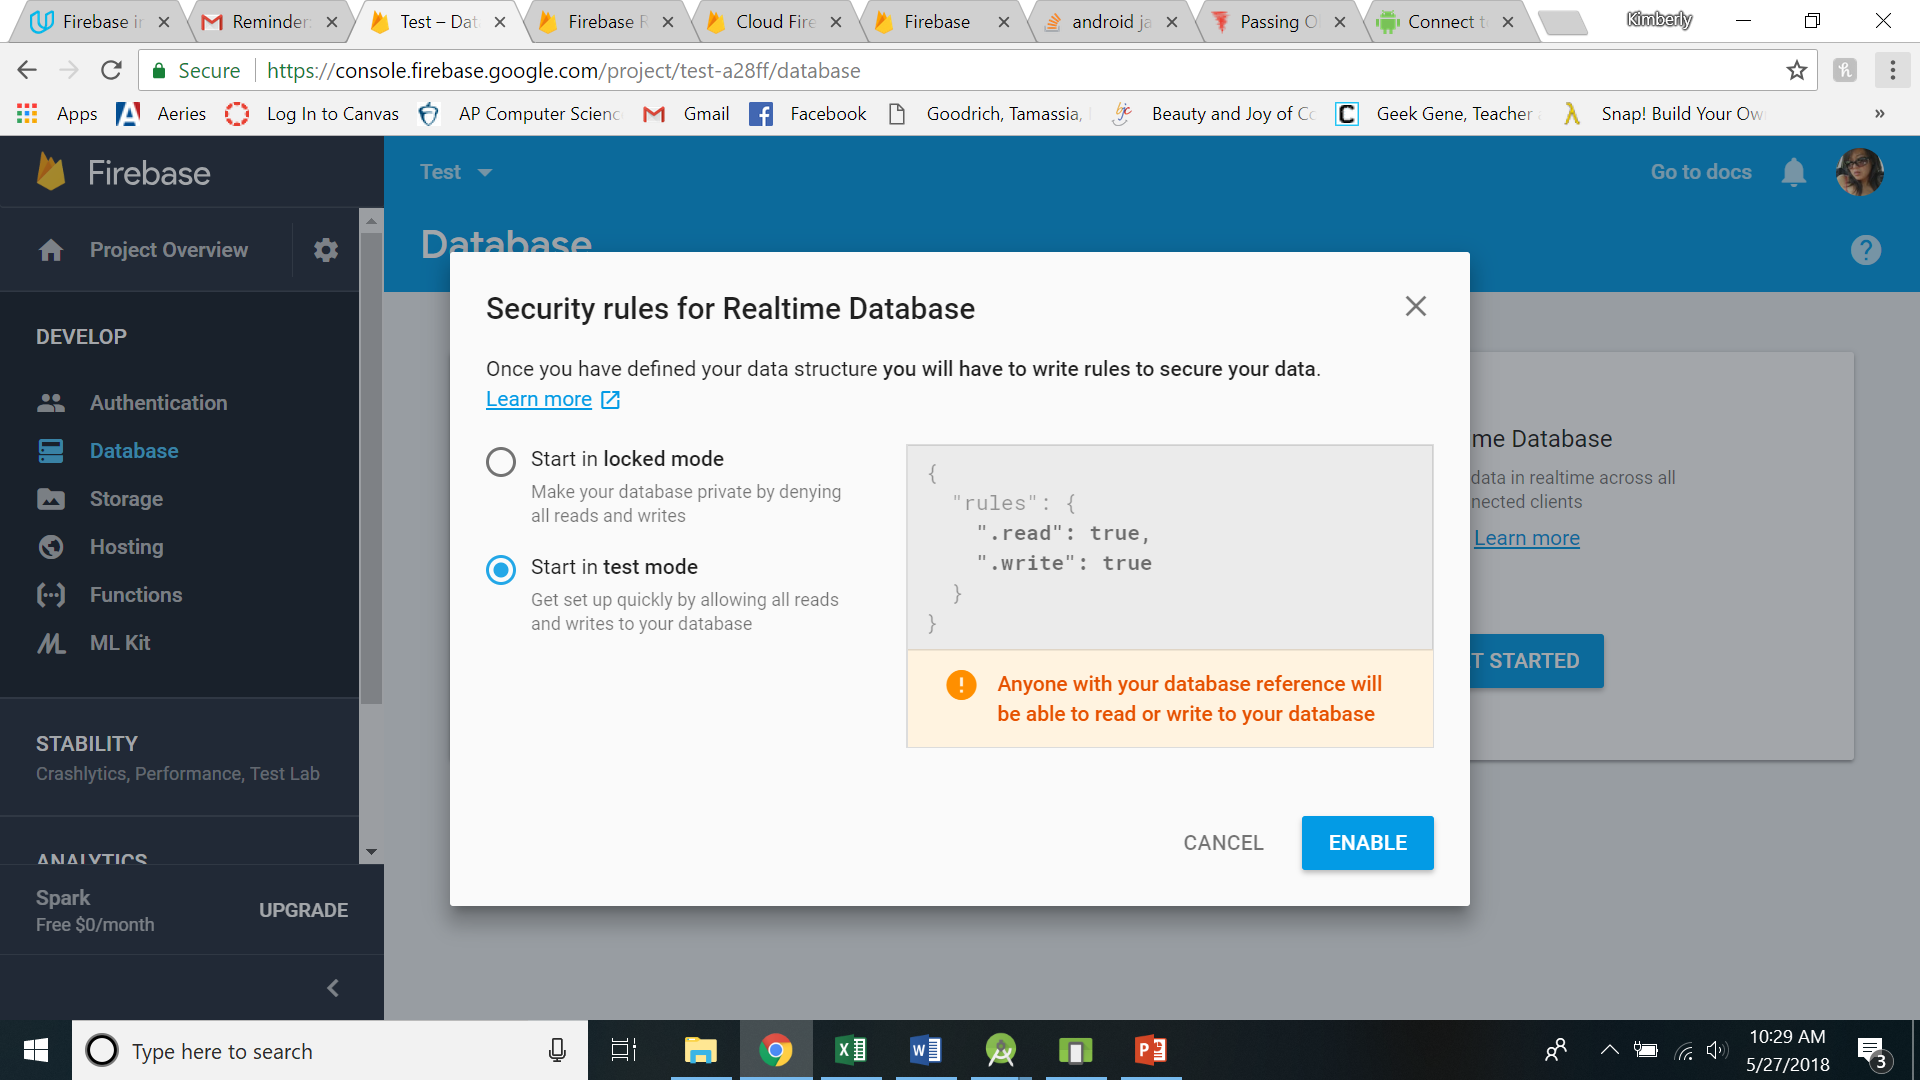 Firebase in
Reminder:
Test – Dat
Firebase R
Cloud Fire
Firebase
android ja
Passing O
Connect t
Kimberly
Secure
https://console.firebase.google.com/project/test-a28ff/database
Apps
Aeries
Log In to Canvas
AP Computer Scienc
Gmail
Facebook
Goodrich, Tamassia,
Beauty and Joy of Co
Geek Gene, Teacher
Snap! Build Your Ow
»
Firebase
Test
Go to docs
Project Overview
Database
DEVELOP
Authentication
Database
Storage
Hosting
Functions
ML Kit
STABILITY
Crashlytics, Performance, Test Lab
ANALYTICS
Spark
Free $0/month
UPGRADE
Security rules for Realtime Database
Once you have defined your data structure you will have to write rules to secure your data.
Learn more
Start in locked mode
Make your database private by denying
all reads and writes
Start in test mode
Get set up quickly by allowing all reads
and writes to your database
{
"rules": {
".read": true,
".write": true
}
}
Anyone with your database reference will
be able to read or write to your database
CANCEL
ENABLE
me Database
data in realtime across all
nected clients
Learn more
T STARTED
Type here to search
10:29 AM
5/27/2018
3